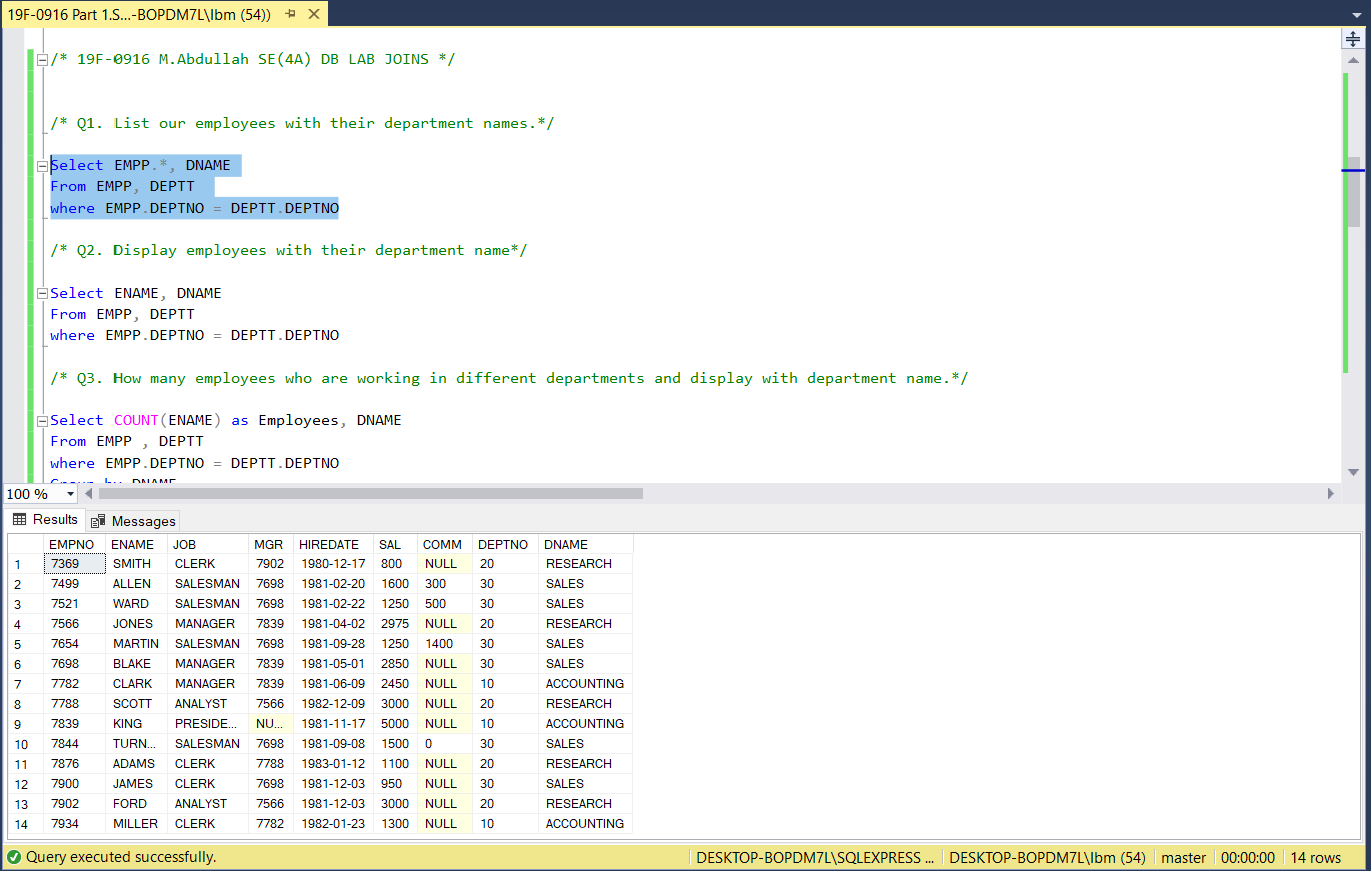 19F-0916 Part 1.S...-BOPDM7L\Ibm (54))
/* 19F-0916 M.Abdullah SE(4A) DB LAB JOINS */
/* Q1. List our employees with their department names.*/
Select EMPP.*, DNAME
From EMPP, DEPTT
where EMPP.DEPTNO = DEPTT.DEPTNO
/* Q2. Display employees with their department name*/
Select ENAME, DNAME
From EMPP, DEPTT
where EMPP.DEPTNO = DEPTT.DEPTNO
/* Q3. How many employees who are working in different departments and display with department name.*/
Select COUNT(ENAME) as Employees, DNAME
From EMPP , DEPTT
where EMPP.DEPTNO = DEPTT.DEPTNO
Group by DNAME
100 %
Results Messages
EMPNO ENAME JOB MGR HIREDATE SAL COMM DEPTNO DNAME
1 7369 SMITH CLERK 7902 1980-12-17 800 NULL 20 RESEARCH
2 7499 ALLEN SALESMAN 7698 1981-02-20 1600 300 30 SALES
3 7521 WARD SALESMAN 7698 1981-02-22 1250 500 30 SALES
4 7566 JONES MANAGER 7839 1981-04-02 2975 NULL 20 RESEARCH
5 7654 MARTIN SALESMAN 7698 1981-09-28 1250 1400 30 SALES
6 7698 BLAKE MANAGER 7839 1981-05-01 2850 NULL 30 SALES
7 7782 CLARK MANAGER 7839 1981-06-09 2450 NULL 10 ACCOUNTING
8 7788 SCOTT ANALYST 7566 1982-12-09 3000 NULL 20 RESEARCH
9 7839 KING PRESIDE... NU... 1981-11-17 5000 NULL 10 ACCOUNTING
10 7844 TURN... SALESMAN 7698 1981-09-08 1500 0 30 SALES
11 7876 ADAMS CLERK 7788 1983-01-12 1100 NULL 20 RESEARCH
12 7900 JAMES CLERK 7698 1981-12-03 950 NULL 30 SALES
13 7902 FORD ANALYST 7566 1981-12-03 3000 NULL 20 RESEARCH
14 7934 MILLER CLERK 7782 1982-01-23 1300 NULL 10 ACCOUNTING
Query executed successfully. DESKTOP-BOPDM7L\SQLEXPRESS ... DESKTOP-BOPDM7L\Ibm (54) master 00:00:00 14 rows